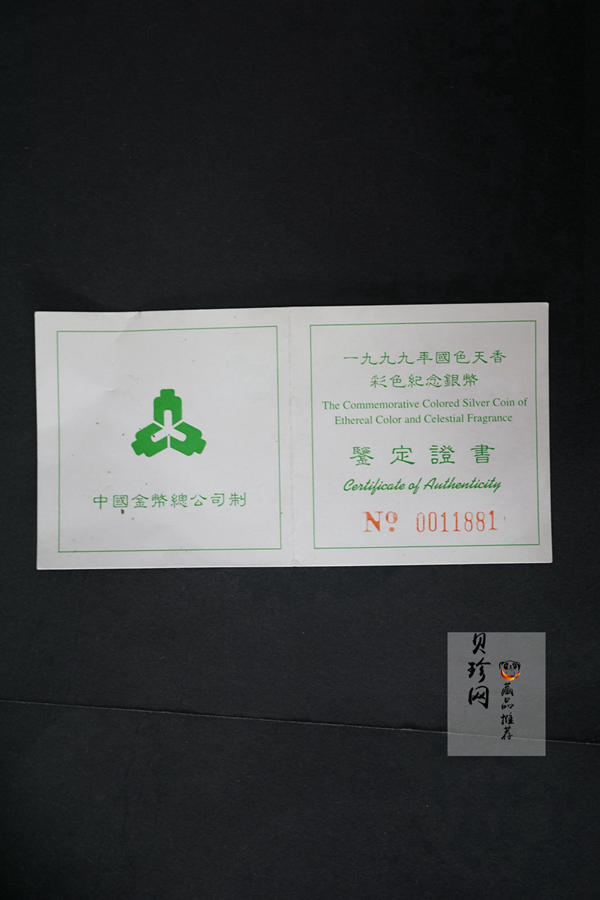 中國金幣總公司制
一九九九年國色天香
彩色紀念銀幣
The Commemorative Colored Silver Coin of
Ethereal Color and Celestial Fragrance
鑒定證書
Certificate of Authenticity
Nº 0011881
贝珍网
藏品推荐